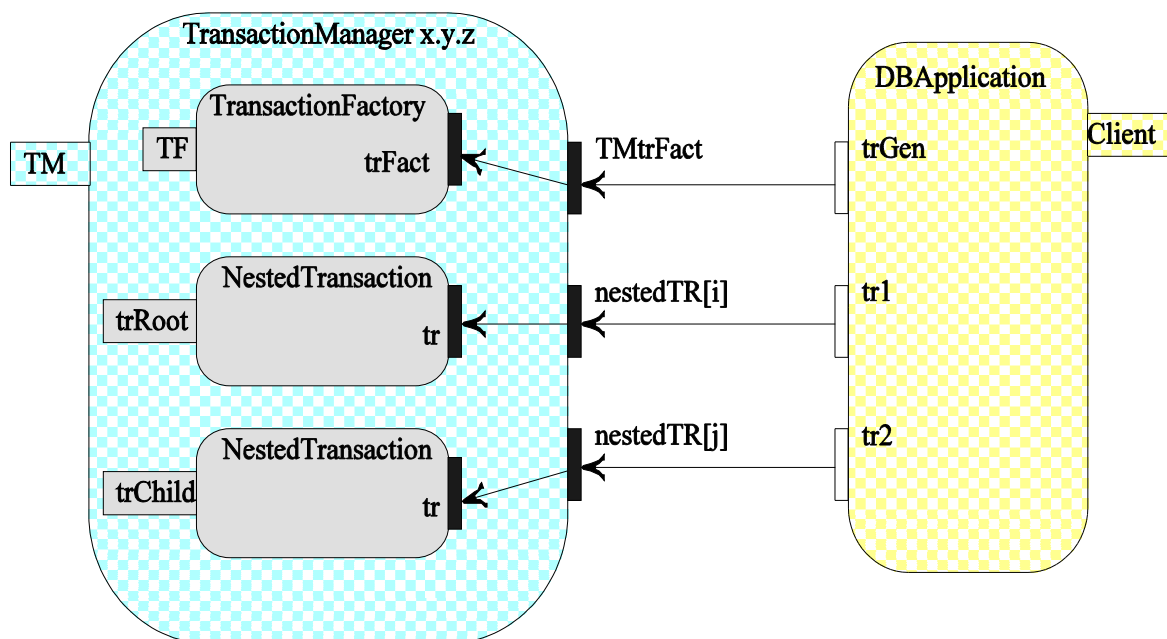 TransactionManager x.y.z
TM
TransactionFactory
TF
trFact
NestedTransaction
trRoot
tr
NestedTransaction
trChild
tr
TMtrFact
nestedTR[i]
nestedTR[j]
DBApplication
Client
trGen
tr1
tr2